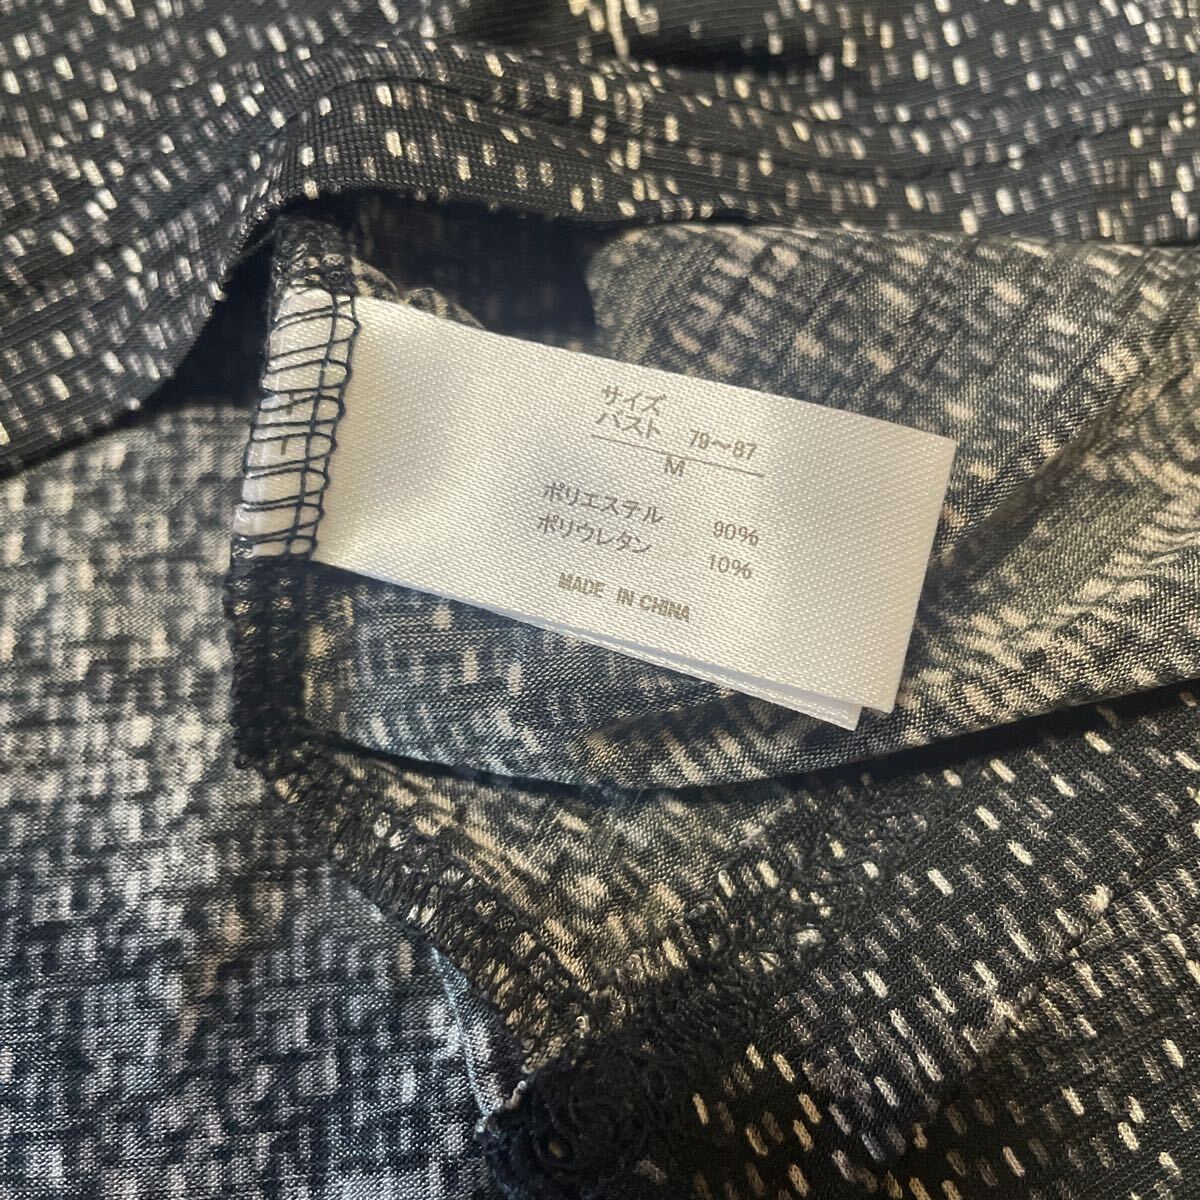 サイズ
バスト 79～87
M
ポリエステル 90%
ポリウレタン 10%
MADE IN CHINA